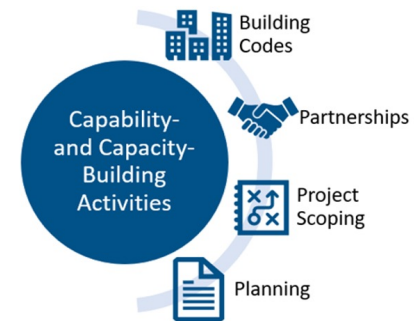 Building
Codes
Capability-
and Capacity-
Building
Activities
Partnerships
Project
Scoping
Planning